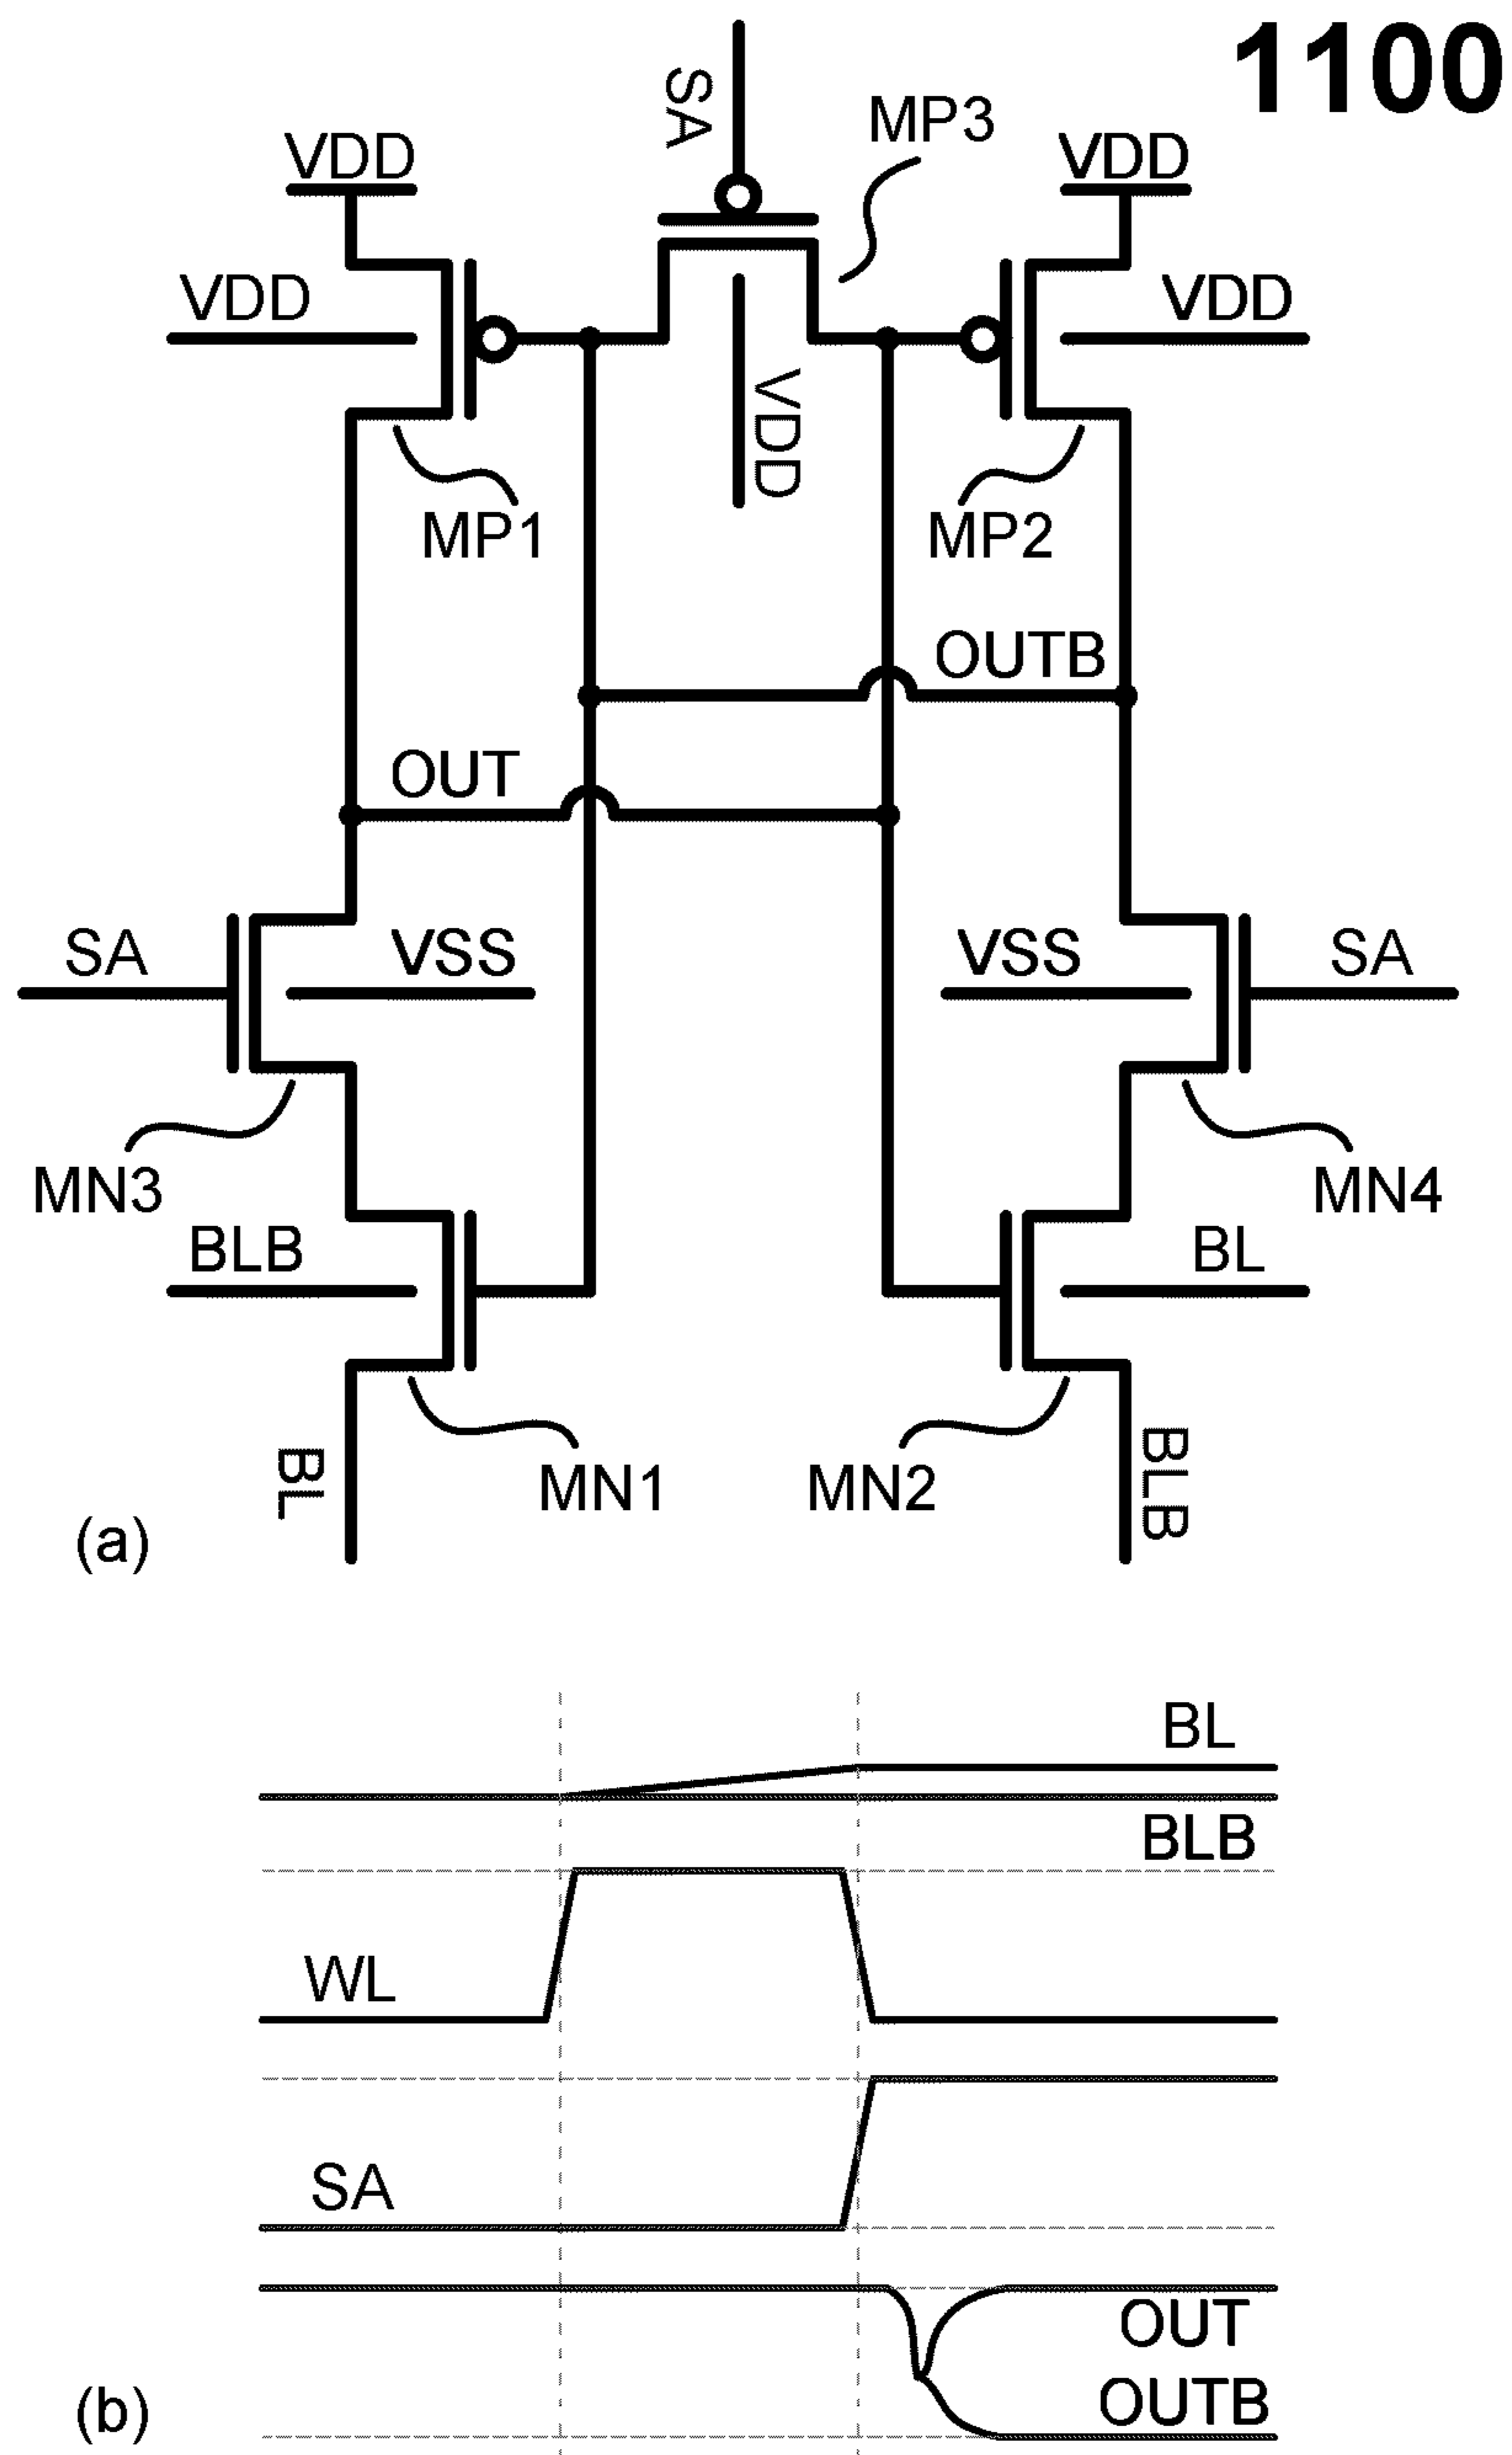 1100
SA
MP3
VDD
VDD
VDD
VDD
VDD
MP1
MP2
OUTB
OUT
SA
VSS
VSS
SA
MN3
MN4
BLB
BL
BL
MN1
MN2
BLB
(a)
BL
BLB
WL
SA
OUT
OUTB
(b)